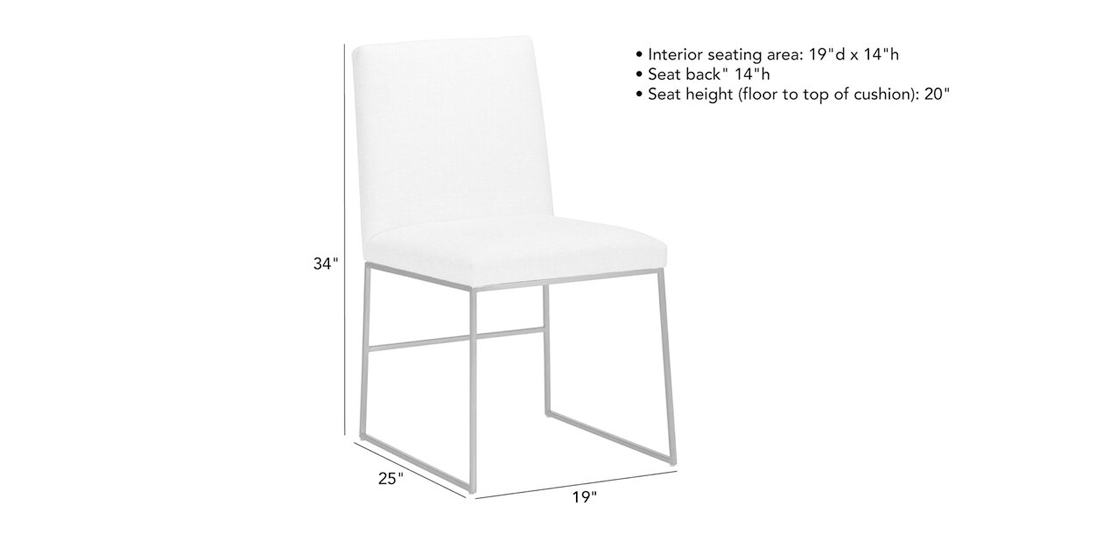 • Interior seating area: 19"d x 14"h
• Seat back" 14"h
• Seat height (floor to top of cushion): 20"
34"
25"
19"